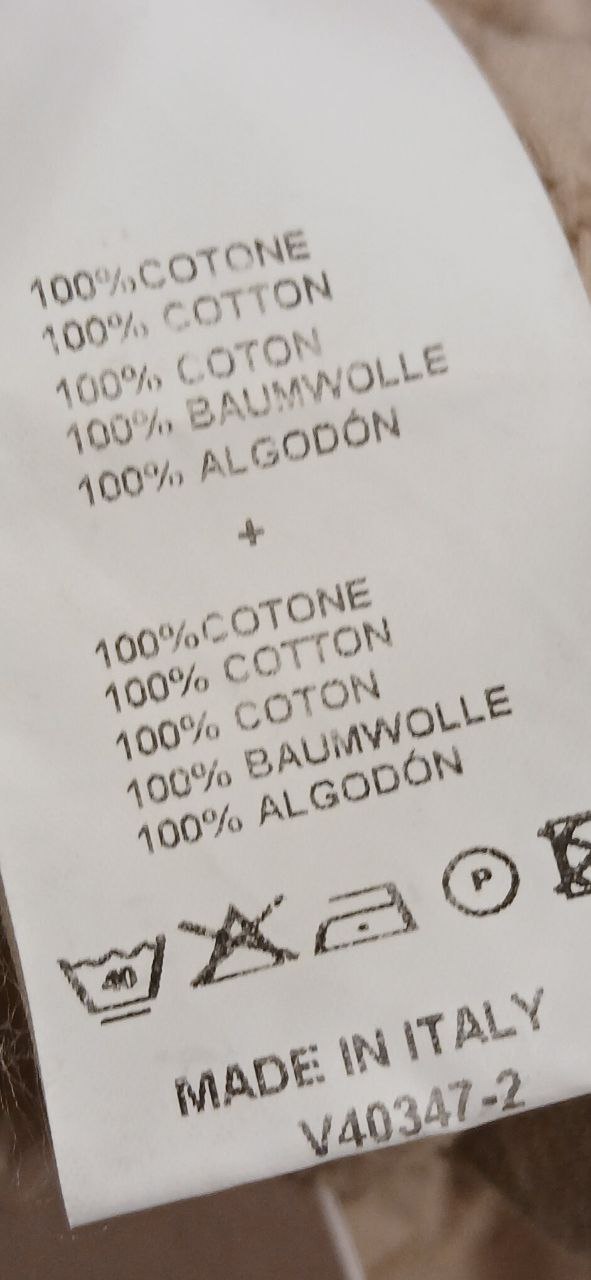 100%COTONE
100% COTTON
100% COTON
100% BAUMWOLLE
100% ALGODÓN
+
100%COTONE
100% COTTON
100% COTON
100% BAUMWOLLE
100% ALGODÓN
40 P
MADE IN ITALY
V40347-2